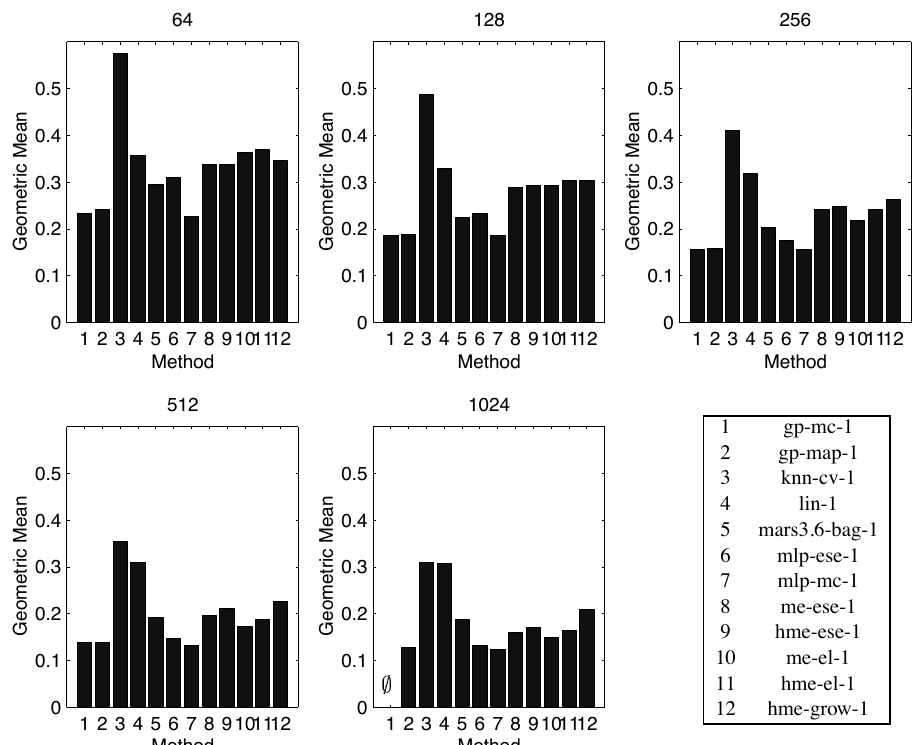 64
128
256
Geometric Mean
0.5
0.4
0.3
0.2
0.1
0
1 2 3 4 5 6 7 8 9 10 11 12
Method
Geometric Mean
0.5
0.4
0.3
0.2
0.1
0
1 2 3 4 5 6 7 8 9 10 11 12
Method
Geometric Mean
0.5
0.4
0.3
0.2
0.1
0
1 2 3 4 5 6 7 8 9 10 11 12
Method
512
1024
Geometric Mean
0.5
0.4
0.3
0.2
0.1
0
1 2 3 4 5 6 7 8 9 10 11 12
Method
Geometric Mean
0.5
0.4
0.3
0.2
0.1
0
∅
1 2 3 4 5 6 7 8 9 10 11 12
Method
1 gp-mc-1
2 gp-map-1
3 knn-cv-1
4 lin-1
5 mars3.6-bag-1
6 mlp-ese-1
7 mlp-mc-1
8 me-ese-1
9 hme-ese-1
10 me-el-1
11 hme-el-1
12 hme-grow-1